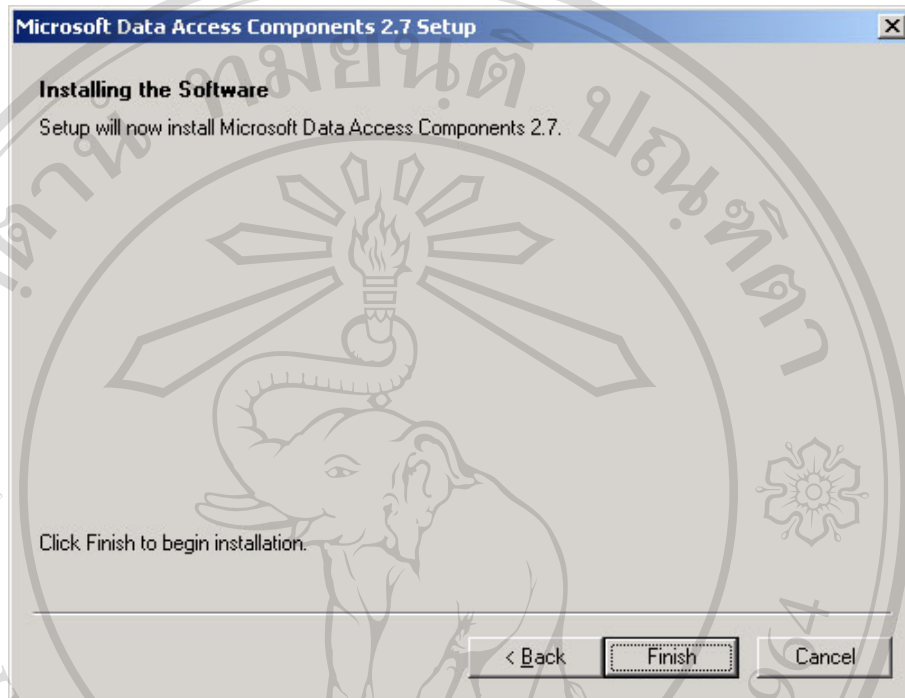 Microsoft Data Access Components 2.7 Setup
Installing the Software
Setup will now install Microsoft Data Access Components 2.7.
Click Finish to begin installation.
< Back Finish Cancel